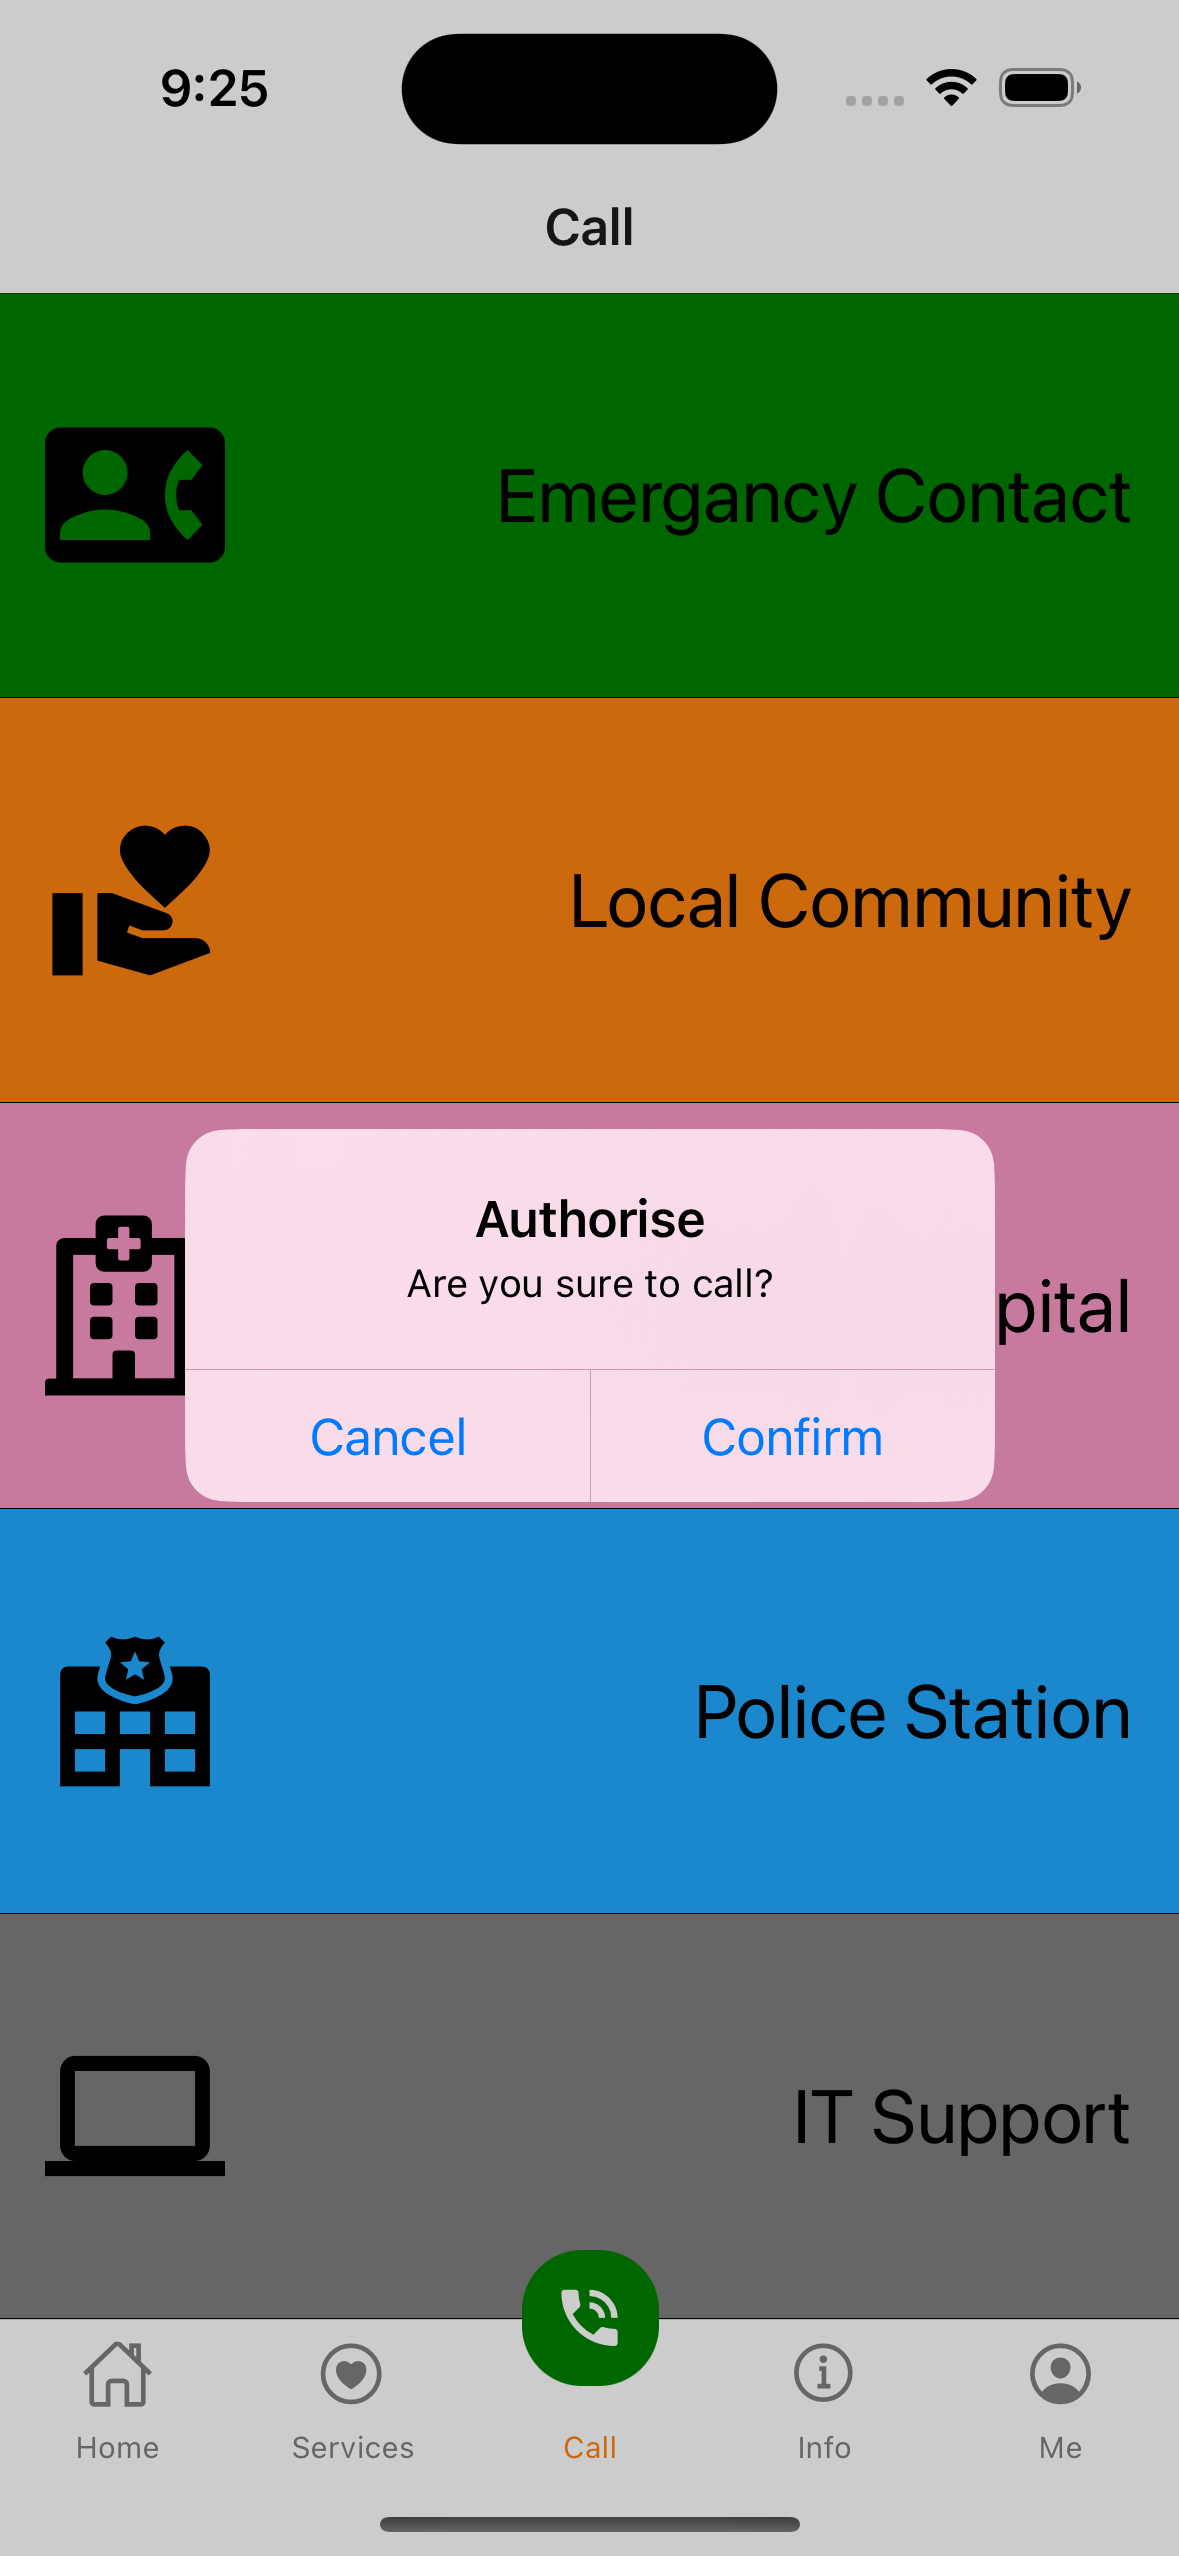 9:25
Call
Emergancy Contact
Local Community
Authorise
Are you sure to call?
pital
Cancel
Confirm
Police Station
IT Support
Home
Services
Call
Info
Me